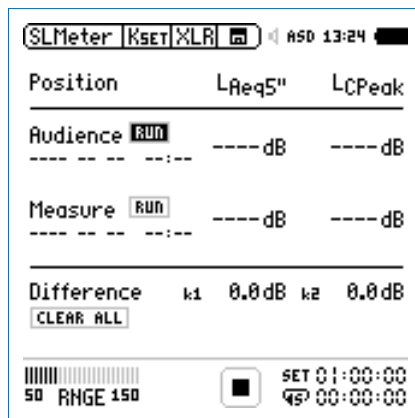 SLMeter KSET XLR ASD 13:24
Position LAeq5" LCPeak
Audience RUN ----dB ----dB
---- -- -- --:--
Measure RUN ----dB ----dB
---- -- -- --:--
Difference k1 0.0dB k2 0.0dB
CLEAR ALL
SET 01:00:00
50 RNGE 150 00:00:00